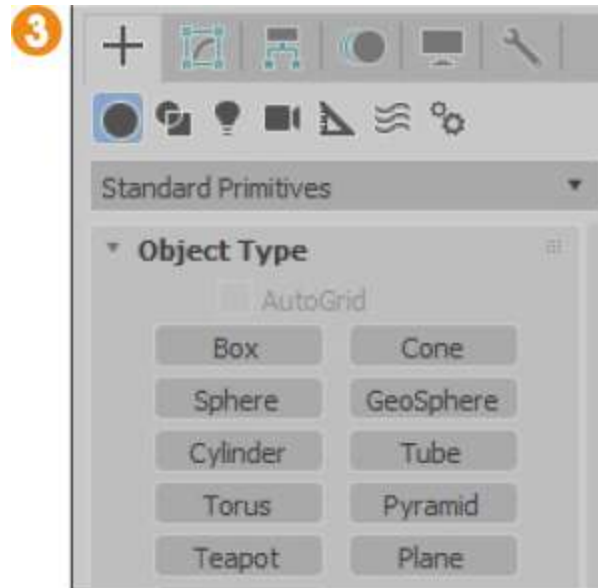 3
Standard Primitives
Object Type
AutoGrid
Box Cone
Sphere GeoSphere
Cylinder Tube
Torus Pyramid
Teapot Plane